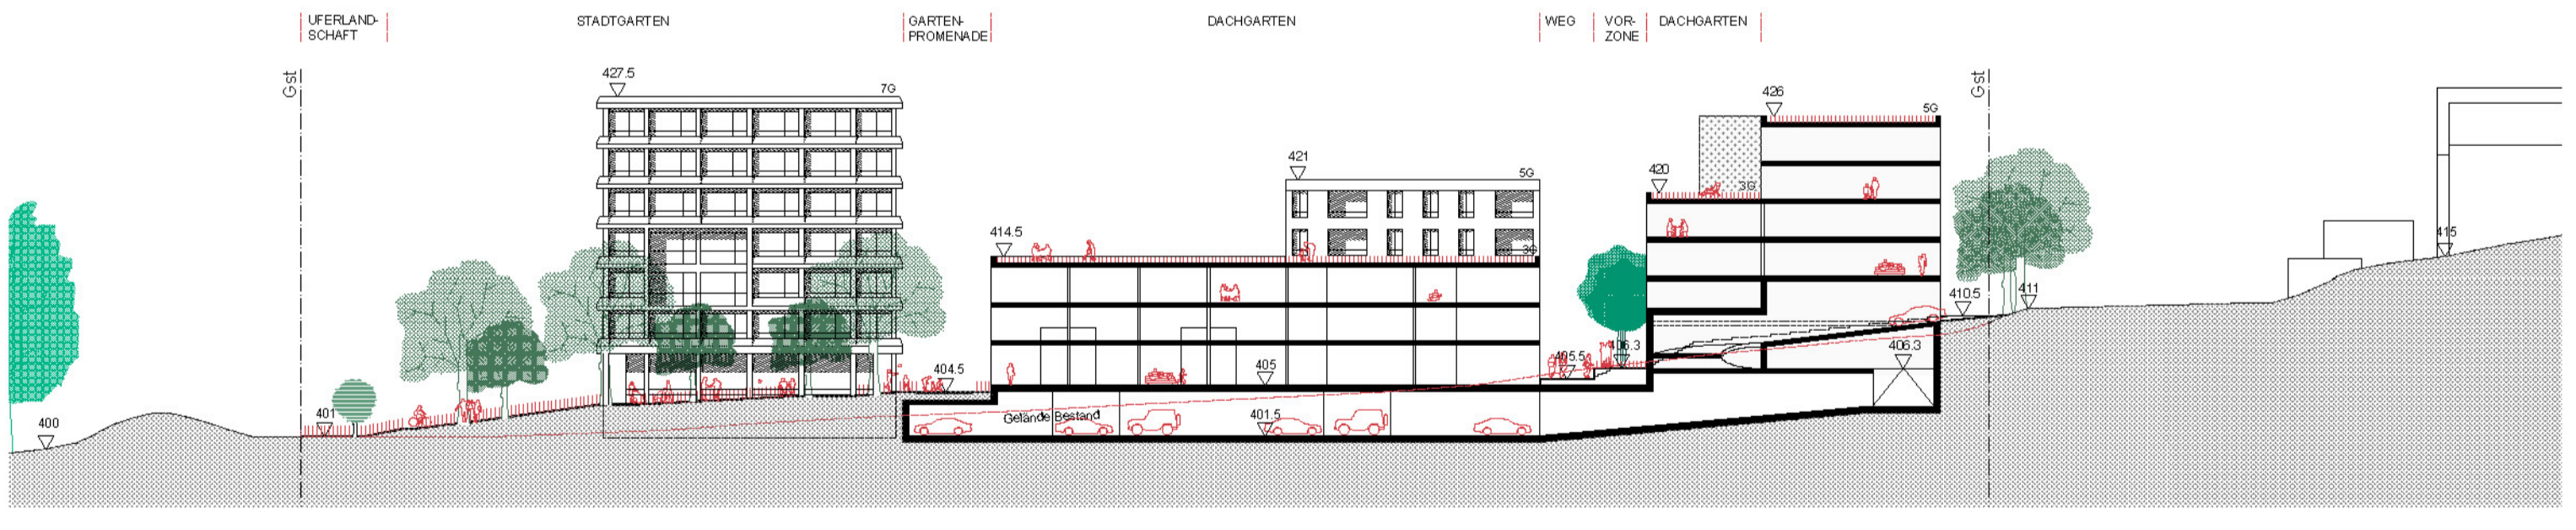 UFERLAND-
SCHAFT
STADTGARTEN
GARTEN-
PROMENADE
DACHGARTEN
WEG
VOR-
ZONE
DACHGARTEN
Gst
427.5
7G
421
5G
414.5
3G
420
3G
426
5G
Gst
415
410.5
411
406.3
405.5
406.3
405
404.5
Gelände Bestand
401.5
401
400